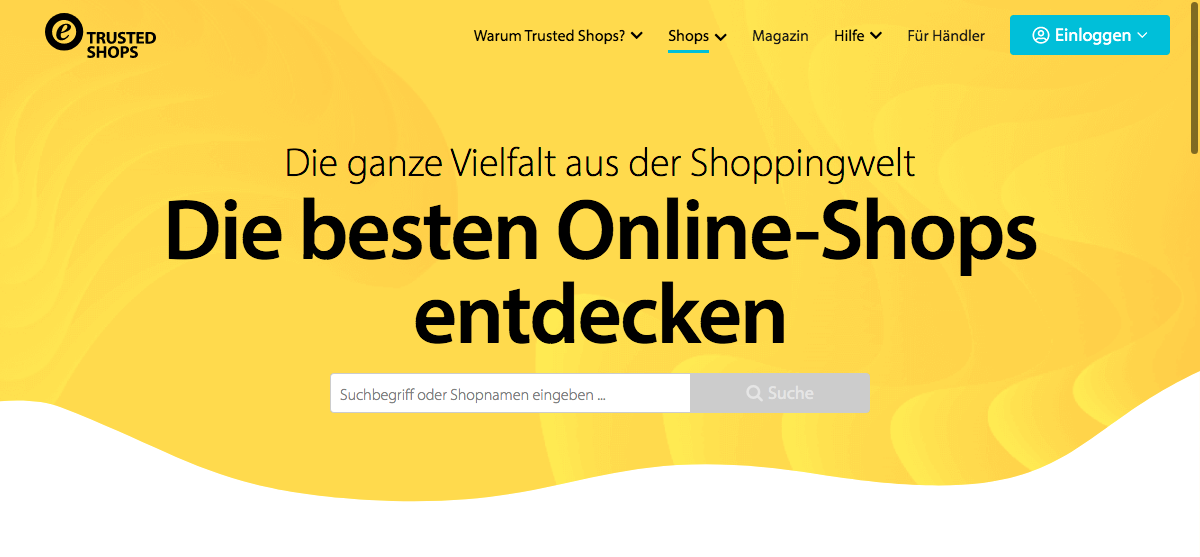 e TRUSTED
SHOPS
Warum Trusted Shops? Shops Magazin Hilfe Für Händler Einloggen
Die ganze Vielfalt aus der Shoppingwelt
Die besten Online-Shops
entdecken
Suchbegriff oder Shopnamen eingeben ... Suche